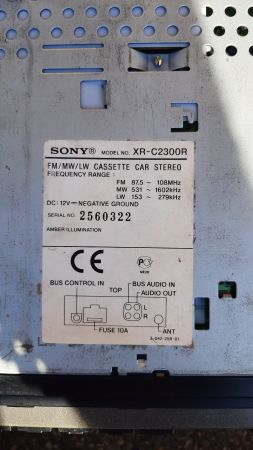 SONY® MODEL NO. XR-C2300R
FM/MW/LW CASSETTE CAR STEREO
FREQUENCY RANGE :
FM 87.5 ~ 108MHz
MW 531 ~ 1602kHz
LW 153 ~ 279kHz
DC 12V NEGATIVE GROUND
SERIAL NO. 2560322
AMBER ILLUMINATION
CE
BUS CONTROL IN
TOP
BUS AUDIO IN
AUDIO OUT
L
R
FUSE 10A
ANT